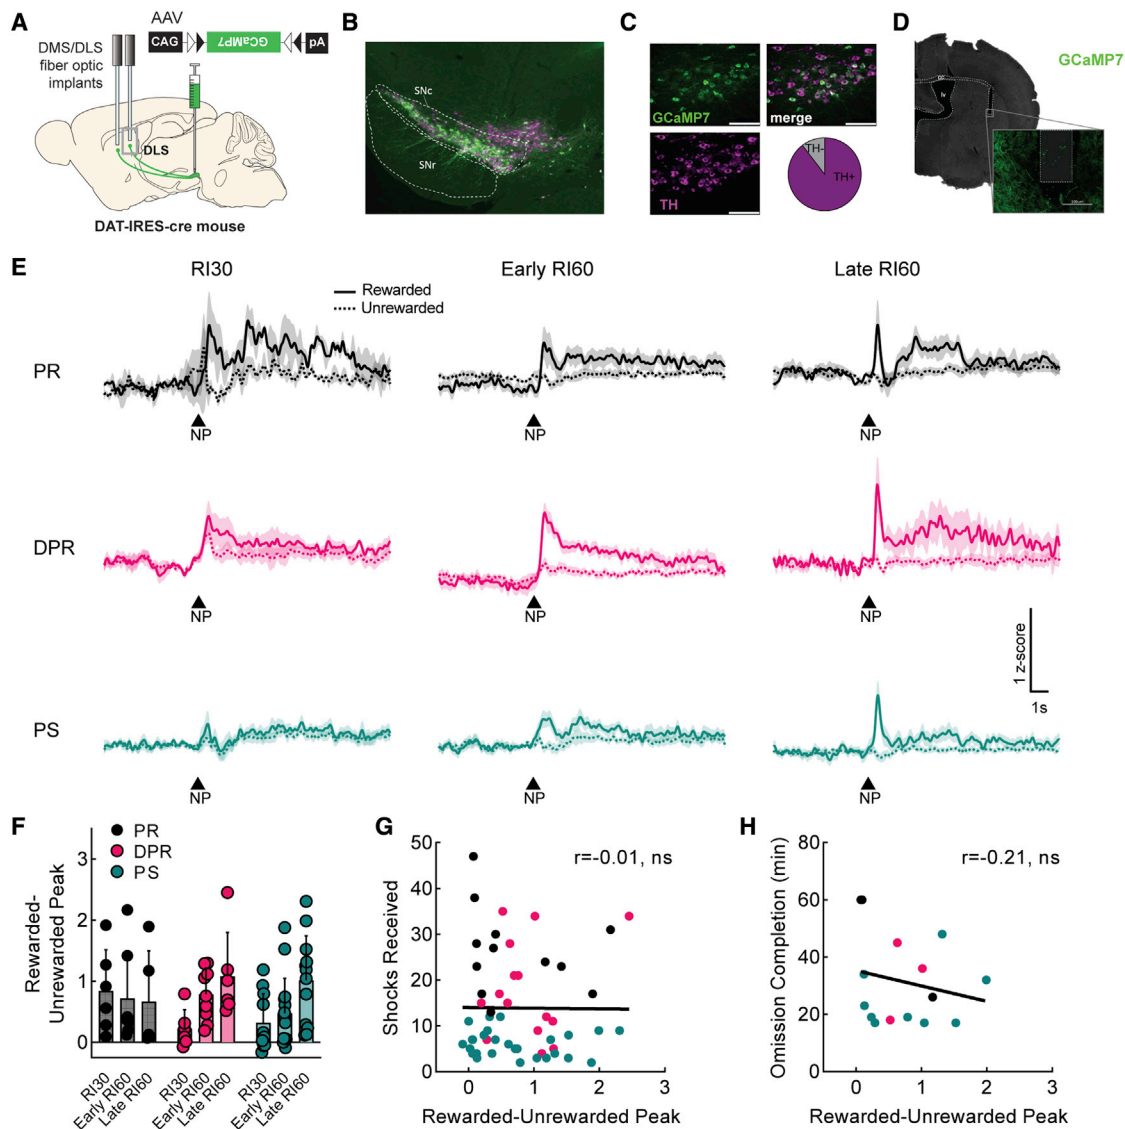 A
AAV
CAG
GCaMP7
pA
DMS/DLS
fiber optic
implants
DLS
DAT-IRES-cre mouse
B
SNc
SNr
C
GCaMP7
merge
TH
TH-
TH+
D
GCaMP7
cc
lv
E
RI30
Early RI60
Late RI60
Rewarded
Unrewarded
PR
NP
NP
NP
DPR
NP
NP
NP
1 z-score
1s
PS
NP
NP
NP
F
PR
DPR
PS
Rewarded-
Unrewarded Peak
3
2
1
0
RI30
Early RI60
Late RI60
RI30
Early RI60
Late RI60
RI30
Early RI60
Late RI60
G
r=-0.01, ns
Shocks Received
50
40
30
20
10
0
0 1 2 3
Rewarded-Unrewarded Peak
H
r=-0.21, ns
Omission Completion (min)
80
60
40
20
0
0 1 2 3
Rewarded-Unrewarded Peak